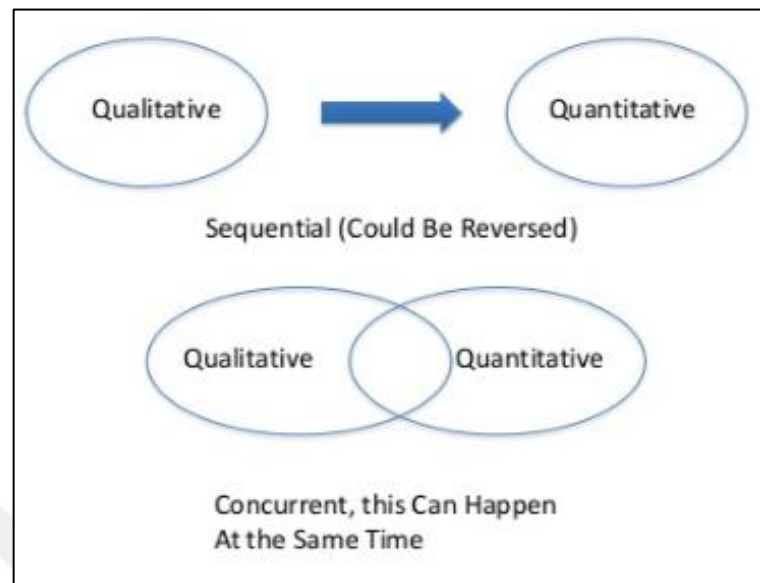 Qualitative
Quantitative
Sequential (Could Be Reversed)
Qualitative
Quantitative
Concurrent, this Can Happen
At the Same Time